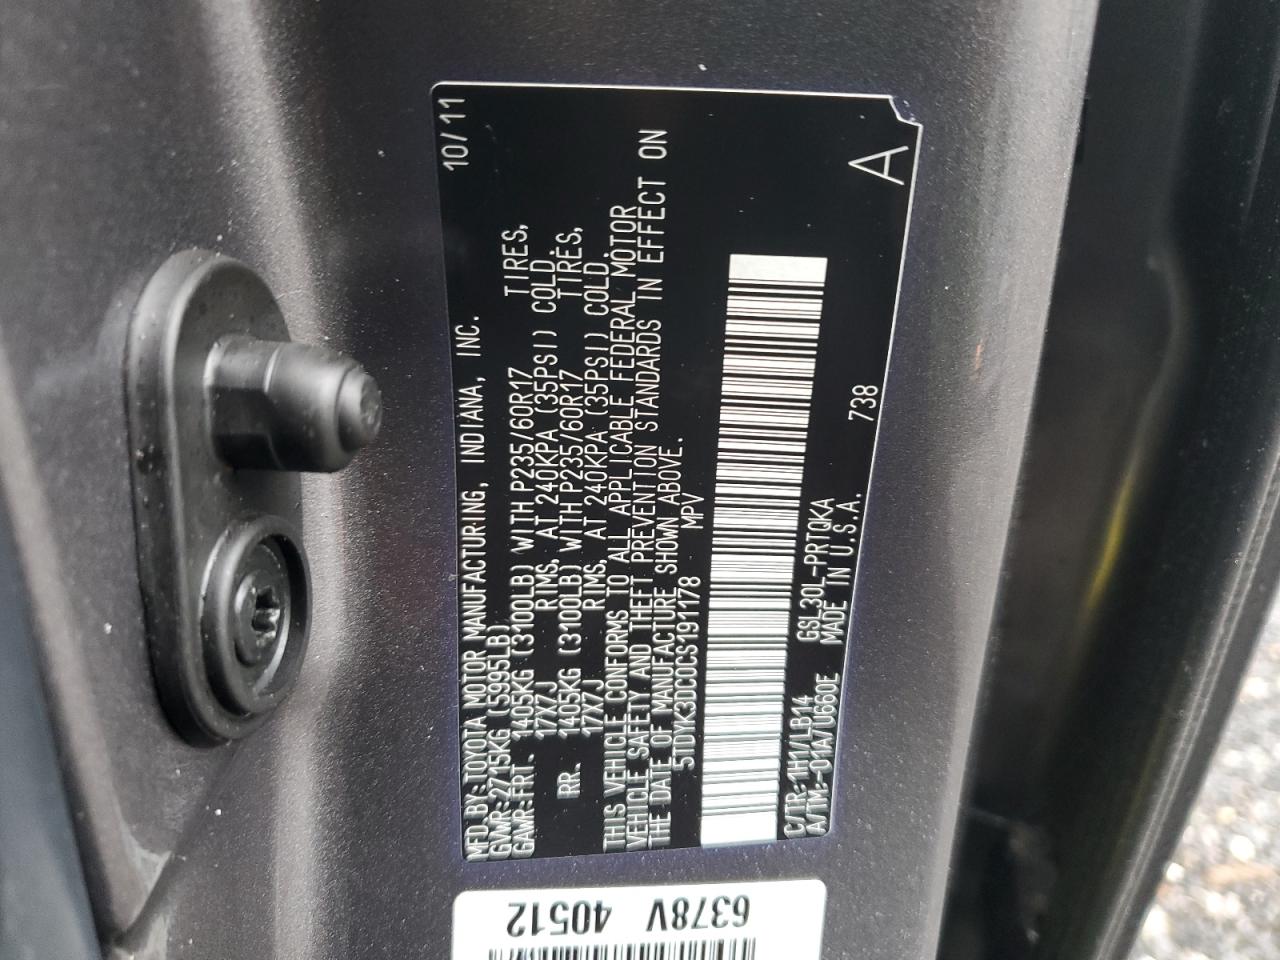 10/11
MFD BY:TOYOTA MOTOR MANUFACTURING, INDIANA, INC.
GVWR:2715KG (5995LB)
GAWR:FRT. 1405KG (3100LB) WITH P235/60R17 TIRES,
17X7J RIMS, AT 240KPA (35PSI) COLD.
RR. 1405KG (3100LB) WITH P235/60R17 TIRES,
17X7J RIMS, AT 240KPA (35PSI) COLD.
THIS VEHICLE CONFORMS TO ALL APPLICABLE FEDERAL MOTOR
VEHICLE SAFETY AND THEFT PREVENTION STANDARDS IN EFFECT ON
THE DATE OF MANUFACTURE SHOWN ABOVE.
5TDYK3DC0CS191178 MPV
C/TR:1H1/LB14 GSL30L-PRTQKA 738
A/TM:-01A/U660E MADE IN U.S.A.
A
6378V 40512